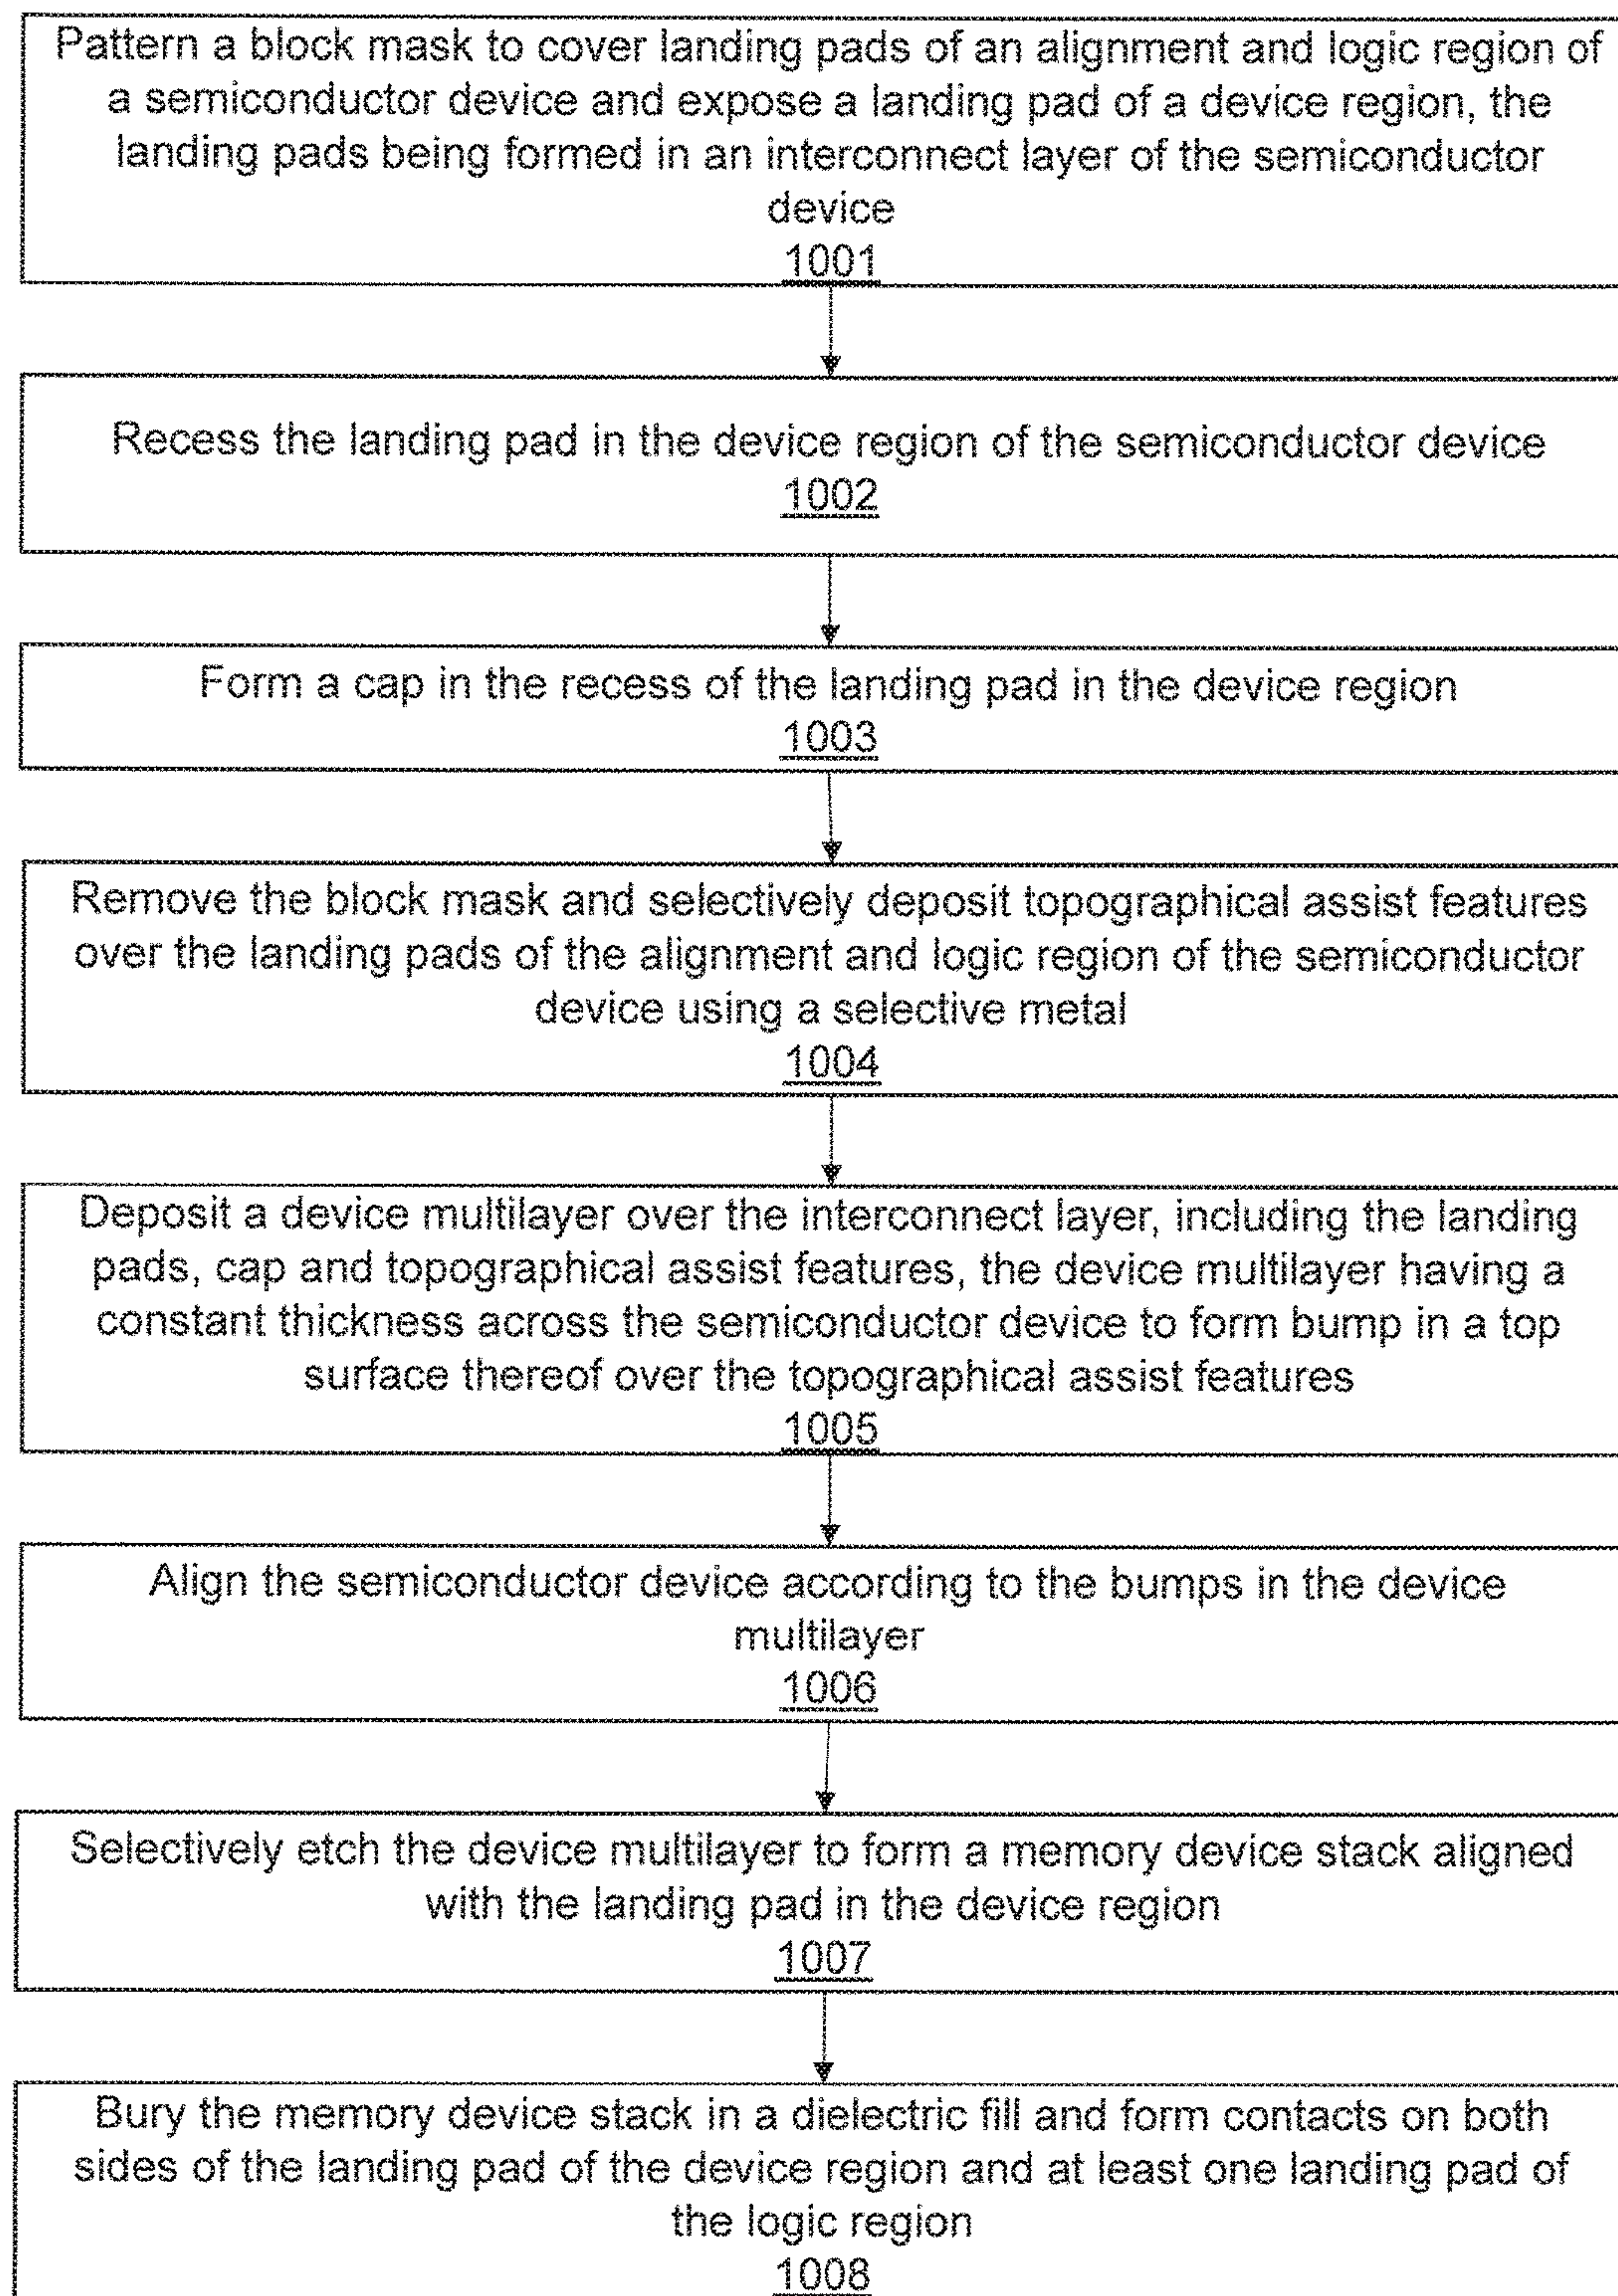 Pattern a block mask to cover landing pads of an alignment and logic region of
a semiconductor device and expose a landing pad of a device region, the
landing pads being formed in an interconnect layer of the semiconductor
device
1001
Recess the landing pad in the device region of the semiconductor device
1002
Form a cap in the recess of the landing pad in the device region
1003
Remove the block mask and selectively deposit topographical assist features
over the landing pads of the alignment and logic region of the semiconductor
device using a selective metal
1004
Deposit a device multilayer over the interconnect layer, including the landing
pads, cap and topographical assist features, the device multilayer having a
constant thickness across the semiconductor device to form bump in a top
surface thereof over the topographical assist features
1005
Align the semiconductor device according to the bumps in the device
multilayer
1006
Selectively etch the device multilayer to form a memory device stack aligned
with the landing pad in the device region
1007
Bury the memory device stack in a dielectric fill and form contacts on both
sides of the landing pad of the device region and at least one landing pad of
the logic region
1008